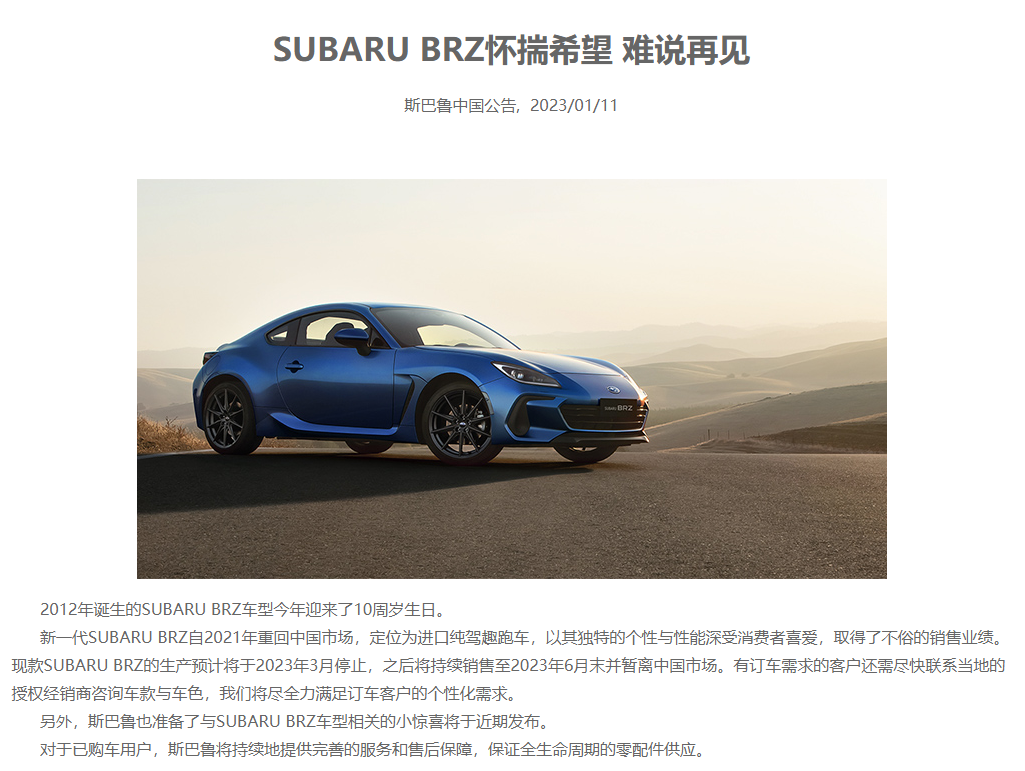 SUBARU BRZ怀揣希望 难说再见
斯巴鲁中国公告，2023/01/11
SUBARU BRZ
2012年诞生的SUBARU BRZ车型今年迎来了10周岁生日。
新一代SUBARU BRZ自2021年重回中国市场，定位为进口纯驾趣跑车，以其独特的个性与性能深受消费者喜爱，取得了不俗的销售业绩。
现款SUBARU BRZ的生产预计将于2023年3月停止，之后将持续销售至2023年6月末并暂离中国市场。有订车需求的客户还需尽快联系当地的
授权经销商咨询车款与车色，我们将尽全力满足订车客户的个性化需求。
另外，斯巴鲁也准备了与SUBARU BRZ车型相关的小惊喜将于近期发布。
对于已购车用户，斯巴鲁将持续地提供完善的服务和售后保障，保证全生命周期的零配件供应。